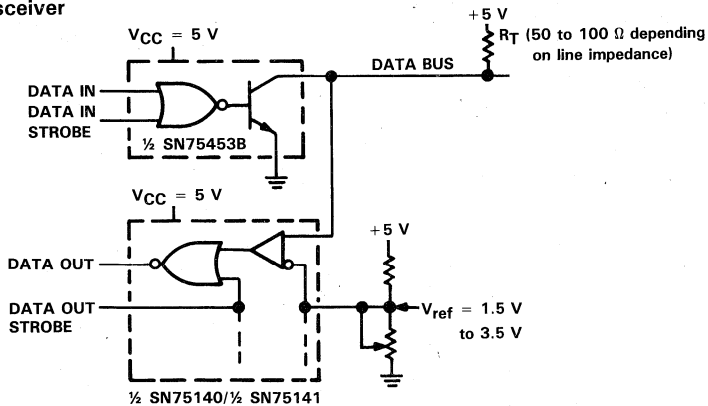 sceiver
+5 V
RT (50 to 100 Ω depending
on line impedance)
VCC = 5 V
DATA BUS
DATA IN
DATA IN
STROBE
½ SN75453B
VCC = 5 V
+5 V
DATA OUT
DATA OUT
STROBE
Vref = 1.5 V
to 3.5 V
½ SN75140/½ SN75141